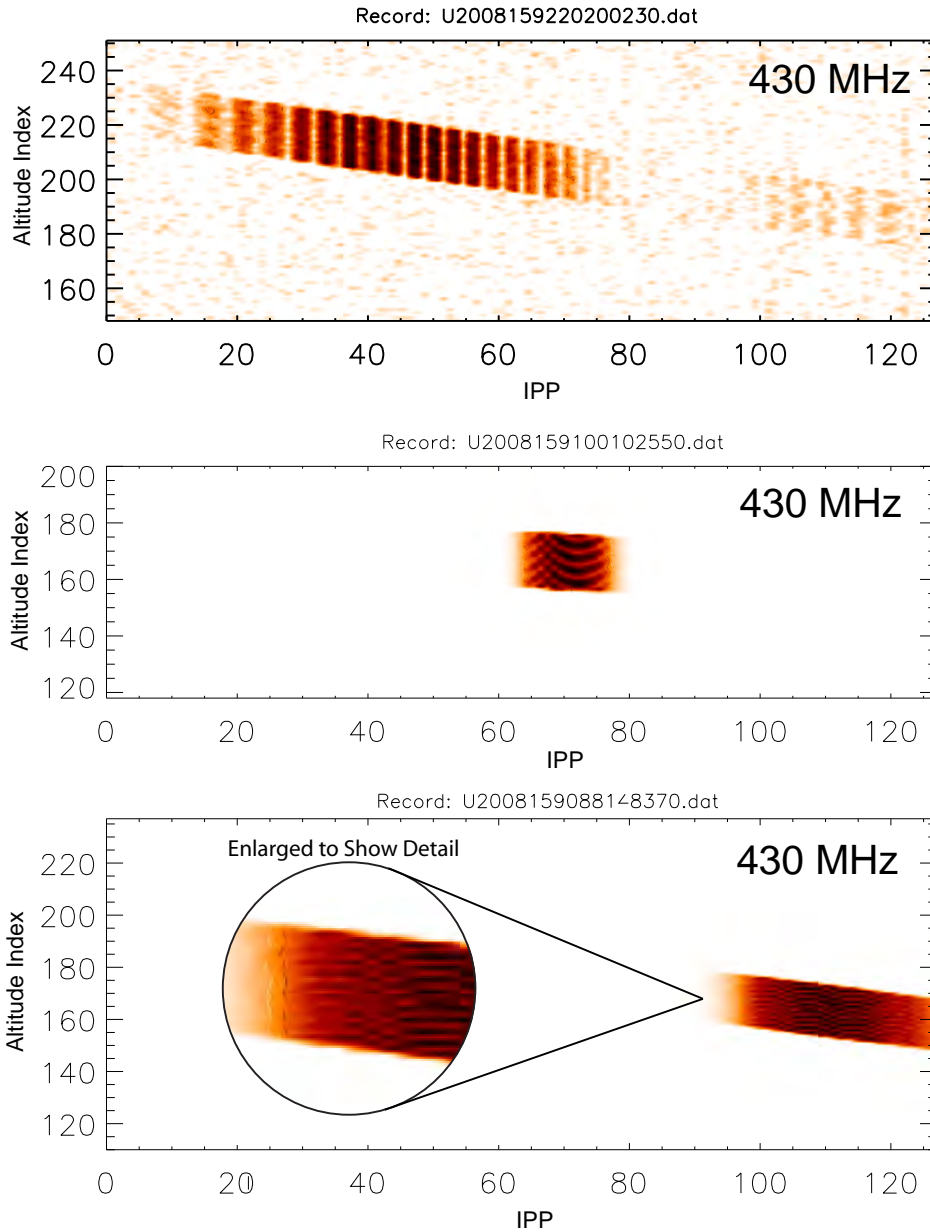 Record: U2008159220200230.dat
430 MHz
Altitude Index
240
220
200
180
160
0 20 40 60 80 100 120
IPP
Record: U2008159100102550.dat
430 MHz
Altitude Index
200
180
160
140
120
0 20 40 60 80 100 120
IPP
Record: U2008159088148370.dat
Enlarged to Show Detail
430 MHz
Altitude Index
220
200
180
160
140
120
0 20 40 60 80 100 120
IPP